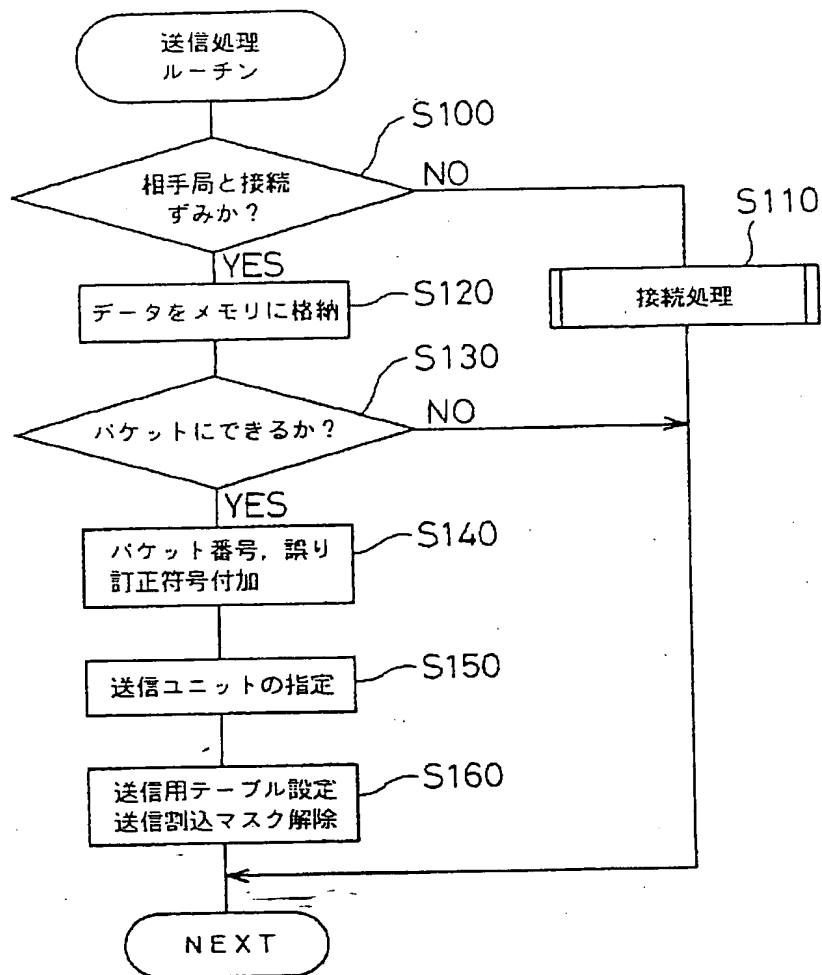 送信処理
ルーチン
S100
相手局と接続
ずみか?
NO
S110
YES
接続処理
データをメモリに格納
S120
S130
パケットにできるか?
NO
YES
パケット番号,誤り
訂正符号付加
S140
送信ユニットの指定
S150
送信用テーブル設定
送信割込マスク解除
S160
NEXT